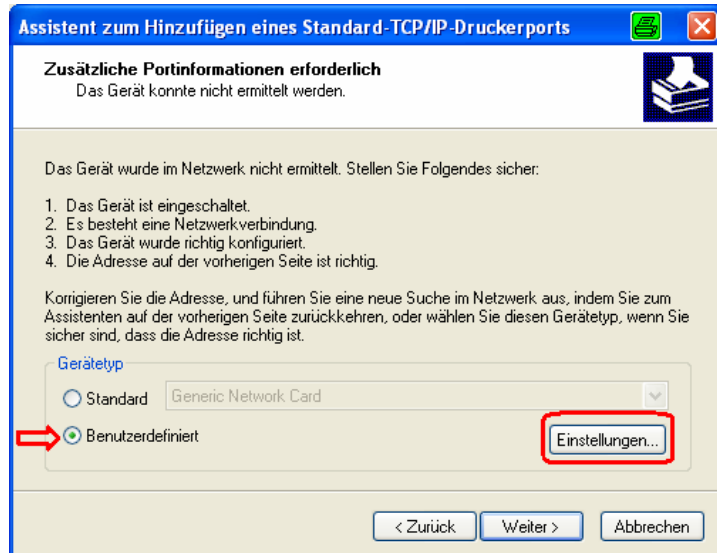 Assistent zum Hinzufügen eines Standard-TCP/IP-Druckerports
Zusätzliche Portinformationen erforderlich
Das Gerät konnte nicht ermittelt werden.
Das Gerät wurde im Netzwerk nicht ermittelt. Stellen Sie Folgendes sicher:
1. Das Gerät ist eingeschaltet.
2. Es besteht eine Netzwerkverbindung.
3. Das Gerät wurde richtig konfiguriert.
4. Die Adresse auf der vorherigen Seite ist richtig.
Korrigieren Sie die Adresse, und führen Sie eine neue Suche im Netzwerk aus, indem Sie zum
Assistenten auf der vorherigen Seite zurückkehren, oder wählen Sie diesen Gerätetyp, wenn Sie
sicher sind, dass die Adresse richtig ist.
Gerätetyp
Standard Generic Network Card
Benutzerdefiniert Einstellungen...
< Zurück Weiter > Abbrechen